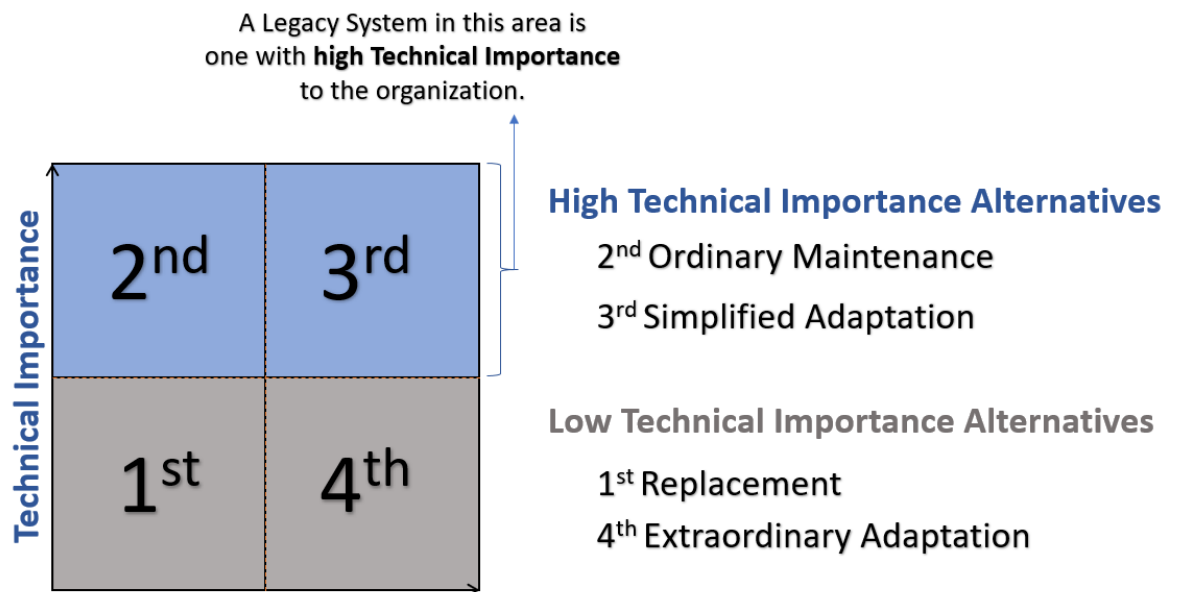 A Legacy System in this area is
one with high Technical Importance
to the organization.
Technical Importance
2nd
3rd
1st
4th
High Technical Importance Alternatives
2nd Ordinary Maintenance
3rd Simplified Adaptation
Low Technical Importance Alternatives
1st Replacement
4th Extraordinary Adaptation